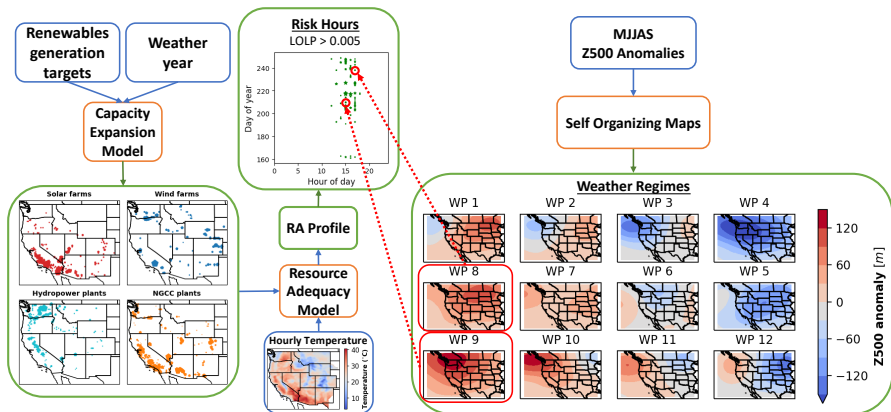 Renewables
generation
targets
Weather
year
Capacity
Expansion
Model
Solar farms
Wind farms
Hydropower plants
NGCC plants
Risk Hours
LOLP > 0.005
Day of year
240
220
200
180
160
0
5
10
15
20
Hour of day
RA Profile
Resource
Adequacy
Model
Hourly Temperature
40
30
20
10
Temperature (°C)
MJJAS
Z500 Anomalies
Self Organizing Maps
Weather Regimes
WP 1
WP 2
WP 3
WP 4
WP 8
WP 7
WP 6
WP 5
WP 9
WP 10
WP 11
WP 12
120
60
0
−60
−120
Z500 anomaly [m]